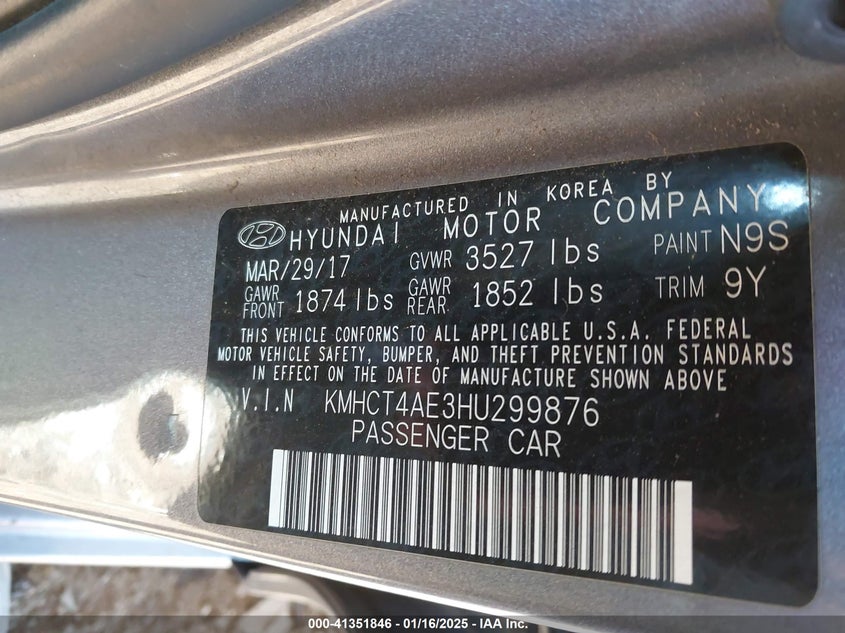 MANUFACTURED IN KOREA BY
HYUNDAI MOTOR COMPANY
MAR/29/17 GVWR 3527 lbs PAINT N9S
GAWR FRONT 1874 lbs GAWR REAR 1852 lbs TRIM 9Y
THIS VEHICLE CONFORMS TO ALL APPLICABLE U.S.A. FEDERAL
MOTOR VEHICLE SAFETY, BUMPER, AND THEFT PREVENTION STANDARDS
IN EFFECT ON THE DATE OF MANUFACTURE SHOWN ABOVE
V.I.N KMHCT4AE3HU299876
PASSENGER CAR
000-41351846 - 01/16/2025 - IAA Inc.